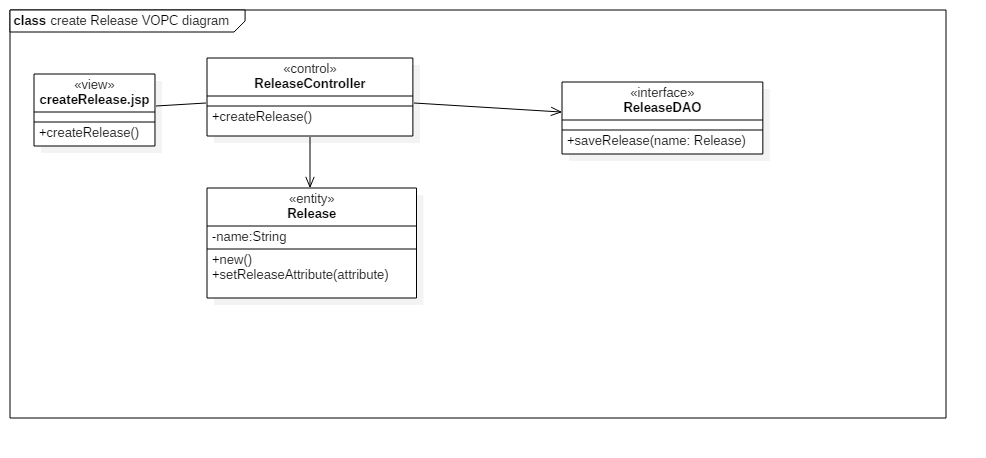 class create Release VOPC diagram
«view»
createRelease.jsp
+createRelease()
«control»
ReleaseController
+createRelease()
«interface»
ReleaseDAO
+saveRelease(name: Release)
«entity»
Release
-name:String
+new()
+setReleaseAttribute(attribute)